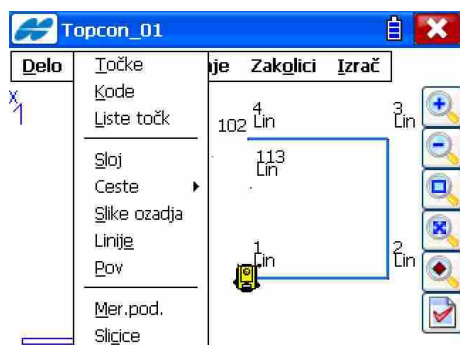 Topcon_01
Delo
je
Zakolici
Izrač
Točke
Kode
Liste točk
Sloj
Ceste
Slike ozadja
Linije
Pov
Mer.pod.
Slicice
X
4
Lin
3
Lin
102
113
Lin
1
Lin
2
Lin